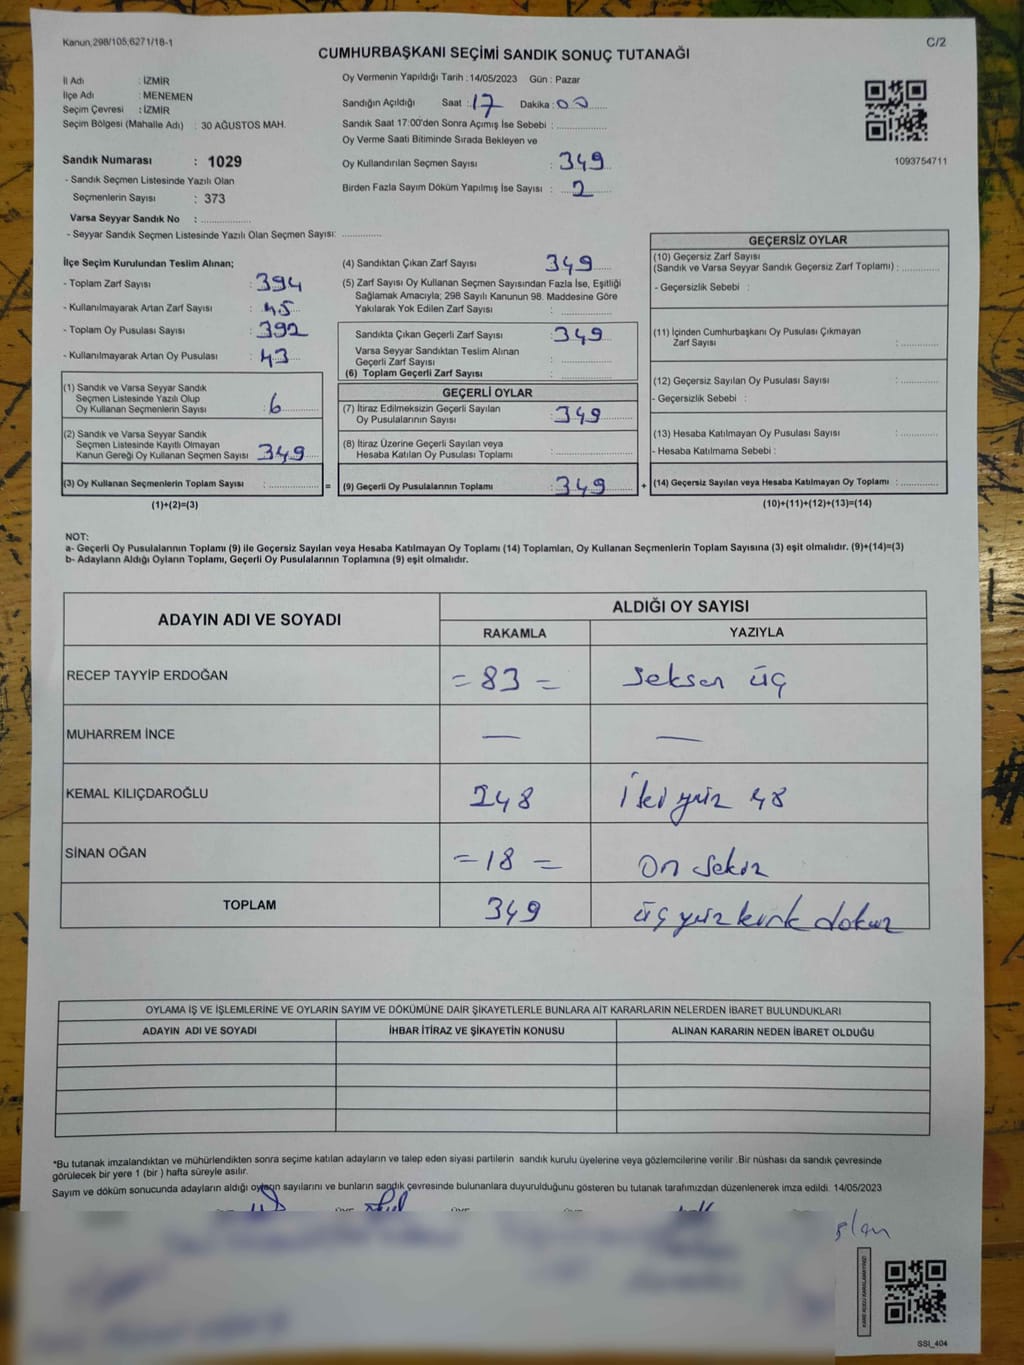 Kanun,298/105,6271/18-1
C/2
CUMHURBAŞKANI SEÇİMİ SANDIK SONUÇ TUTANAĞI
İl Adı : İZMİR
İlçe Adı : MENEMEN
Seçim Çevresi : İZMİR
Seçim Bölgesi (Mahalle Adı) : 30 AĞUSTOS MAH.
Sandık Numarası : 1029
- Sandık Seçmen Listesinde Yazılı Olan
Seçmenlerin Sayısı : 373
Varsa Seyyar Sandık No : ..............
- Seyyar Sandık Seçmen Listesinde Yazılı Olan Seçmen Sayısı: ..............
Oy Vermenin Yapıldığı Tarih : 14/05/2023 Gün : Pazar
Sandığın Açıldığı Saat : 17 Dakika : 00
Sandık Saat 17:00'den Sonra Açımış İse Sebebi : ..............
Oy Verme Saati Bitiminde Sırada Bekleyen ve
Oy Kullandırılan Seçmen Sayısı : 349
Birden Fazla Sayım Döküm Yapılmış İse Sayısı : 2
1093754711
İlçe Seçim Kurulundan Teslim Alınan;
- Toplam Zarf Sayısı : 394
- Kullanılmayarak Artan Zarf Sayısı : 45
- Toplam Oy Pusulası Sayısı : 392
- Kullanılmayarak Artan Oy Pusulası : 43
(1) Sandık ve Varsa Seyyar Sandık
Seçmen Listesinde Yazılı Olup
Oy Kullanan Seçmenlerin Sayısı : 6
(2) Sandık ve Varsa Seyyar Sandık
Seçmen Listesinde Kayıtlı Olmayan
Kanun Gereği Oy Kullanan Seçmen Sayısı : 349
(3) Oy Kullanan Seçmenlerin Toplam Sayısı : ..............
(1)+(2)=(3)
=
(4) Sandıktan Çıkan Zarf Sayısı : 349
(5) Zarf Sayısı Oy Kullanan Seçmen Sayısından Fazla İse, Eşitliği
Sağlamak Amacıyla; 298 Sayılı Kanunun 98. Maddesine Göre
Yakılarak Yok Edilen Zarf Sayısı : ..............
Sandıkta Çıkan Geçerli Zarf Sayısı : 349
Varsa Seyyar Sandıktan Teslim Alınan
Geçerli Zarf Sayısı : ..............
(6) Toplam Geçerli Zarf Sayısı : ..............
GEÇERLİ OYLAR
(7) İtiraz Edilmeksizin Geçerli Sayılan
Oy Pusulalarının Sayısı : 349
(8) İtiraz Üzerine Geçerli Sayılan veya
Hesaba Katılan Oy Pusulası Toplamı : ..............
(9) Geçerli Oy Pusulalarının Toplamı : 349
+
GEÇERSİZ OYLAR
(10) Geçersiz Zarf Sayısı
(Sandık ve Varsa Seyyar Sandık Geçersiz Zarf Toplamı) : ..............
- Geçersizlik Sebebi :
(11) İçinden Cumhurbaşkanı Oy Pusulası Çıkmayan
Zarf Sayısı : ..............
(12) Geçersiz Sayılan Oy Pusulası Sayısı : ..............
- Geçersizlik Sebebi :
(13) Hesaba Katılmayan Oy Pusulası Sayısı : ..............
- Hesaba Katılmama Sebebi :
(14) Geçersiz Sayılan veya Hesaba Katılmayan Oy Toplamı : ..............
(10)+(11)+(12)+(13)=(14)
NOT:
a- Geçerli Oy Pusulalarının Toplamı (9) ile Geçersiz Sayılan veya Hesaba Katılmayan Oy Toplamı (14) Toplamları, Oy Kullanan Seçmenlerin Toplam Sayısına (3) eşit olmalıdır. (9)+(14)=(3)
b- Adayların Aldığı Oyların Toplamı, Geçerli Oy Pusulalarının Toplamına (9) eşit olmalıdır.
ADAYIN ADI VE SOYADI
ALDIĞI OY SAYISI
RAKAMLA YAZIYLA
RECEP TAYYİP ERDOĞAN = 83 = Seksen üç
MUHARREM İNCE — —
KEMAL KILIÇDAROĞLU 248 İki yüz 48
SİNAN OĞAN = 18 = On sekiz
TOPLAM 349 üç yüz kırk dokuz
OYLAMA İŞ VE İŞLEMLERİNE VE OYLARIN SAYIM VE DÖKÜMÜNE DAİR ŞİKAYETLERLE BUNLARA AİT KARARLARIN NELERDEN İBARET BULUNDUKLARI
ADAYIN ADI VE SOYADI İHBAR İTİRAZ VE ŞİKAYETİN KONUSU ALINAN KARARIN NEDEN İBARET OLDUĞU
*Bu tutanak imzalandıktan ve mühürlendikten sonra seçime katılan adayların ve talep eden siyasi partilerin sandık kurulu üyelerine veya gözlemcilerine verilir .Bir nüshası da sandık çevresinde
görülecek bir yere 1 (bir ) hafta süreyle asılır.
Sayım ve döküm sonucunda adayların aldığı oyların sayılarını ve bunların sandık çevresinde bulunanlara duyurulduğunu gösteren bu tutanak tarafımızdan düzenlenerek imza edildi. 14/05/2023
SSI_404